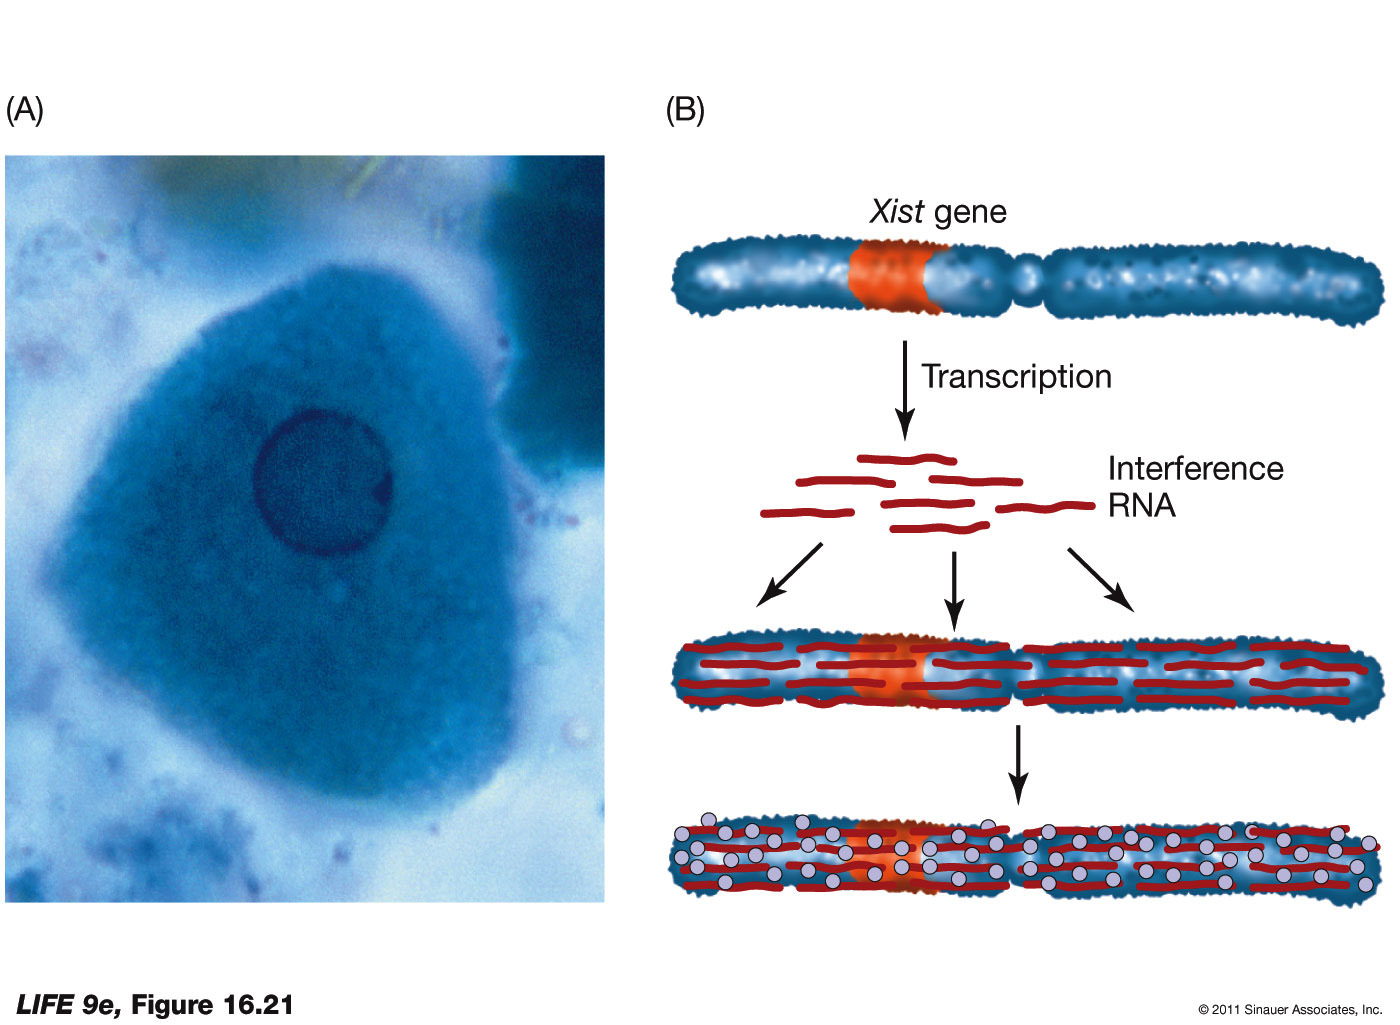 (A)
(B)
Xist gene
Transcription
Interference
RNA
LIFE 9e, Figure 16.21
© 2011 Sinauer Associates, Inc.